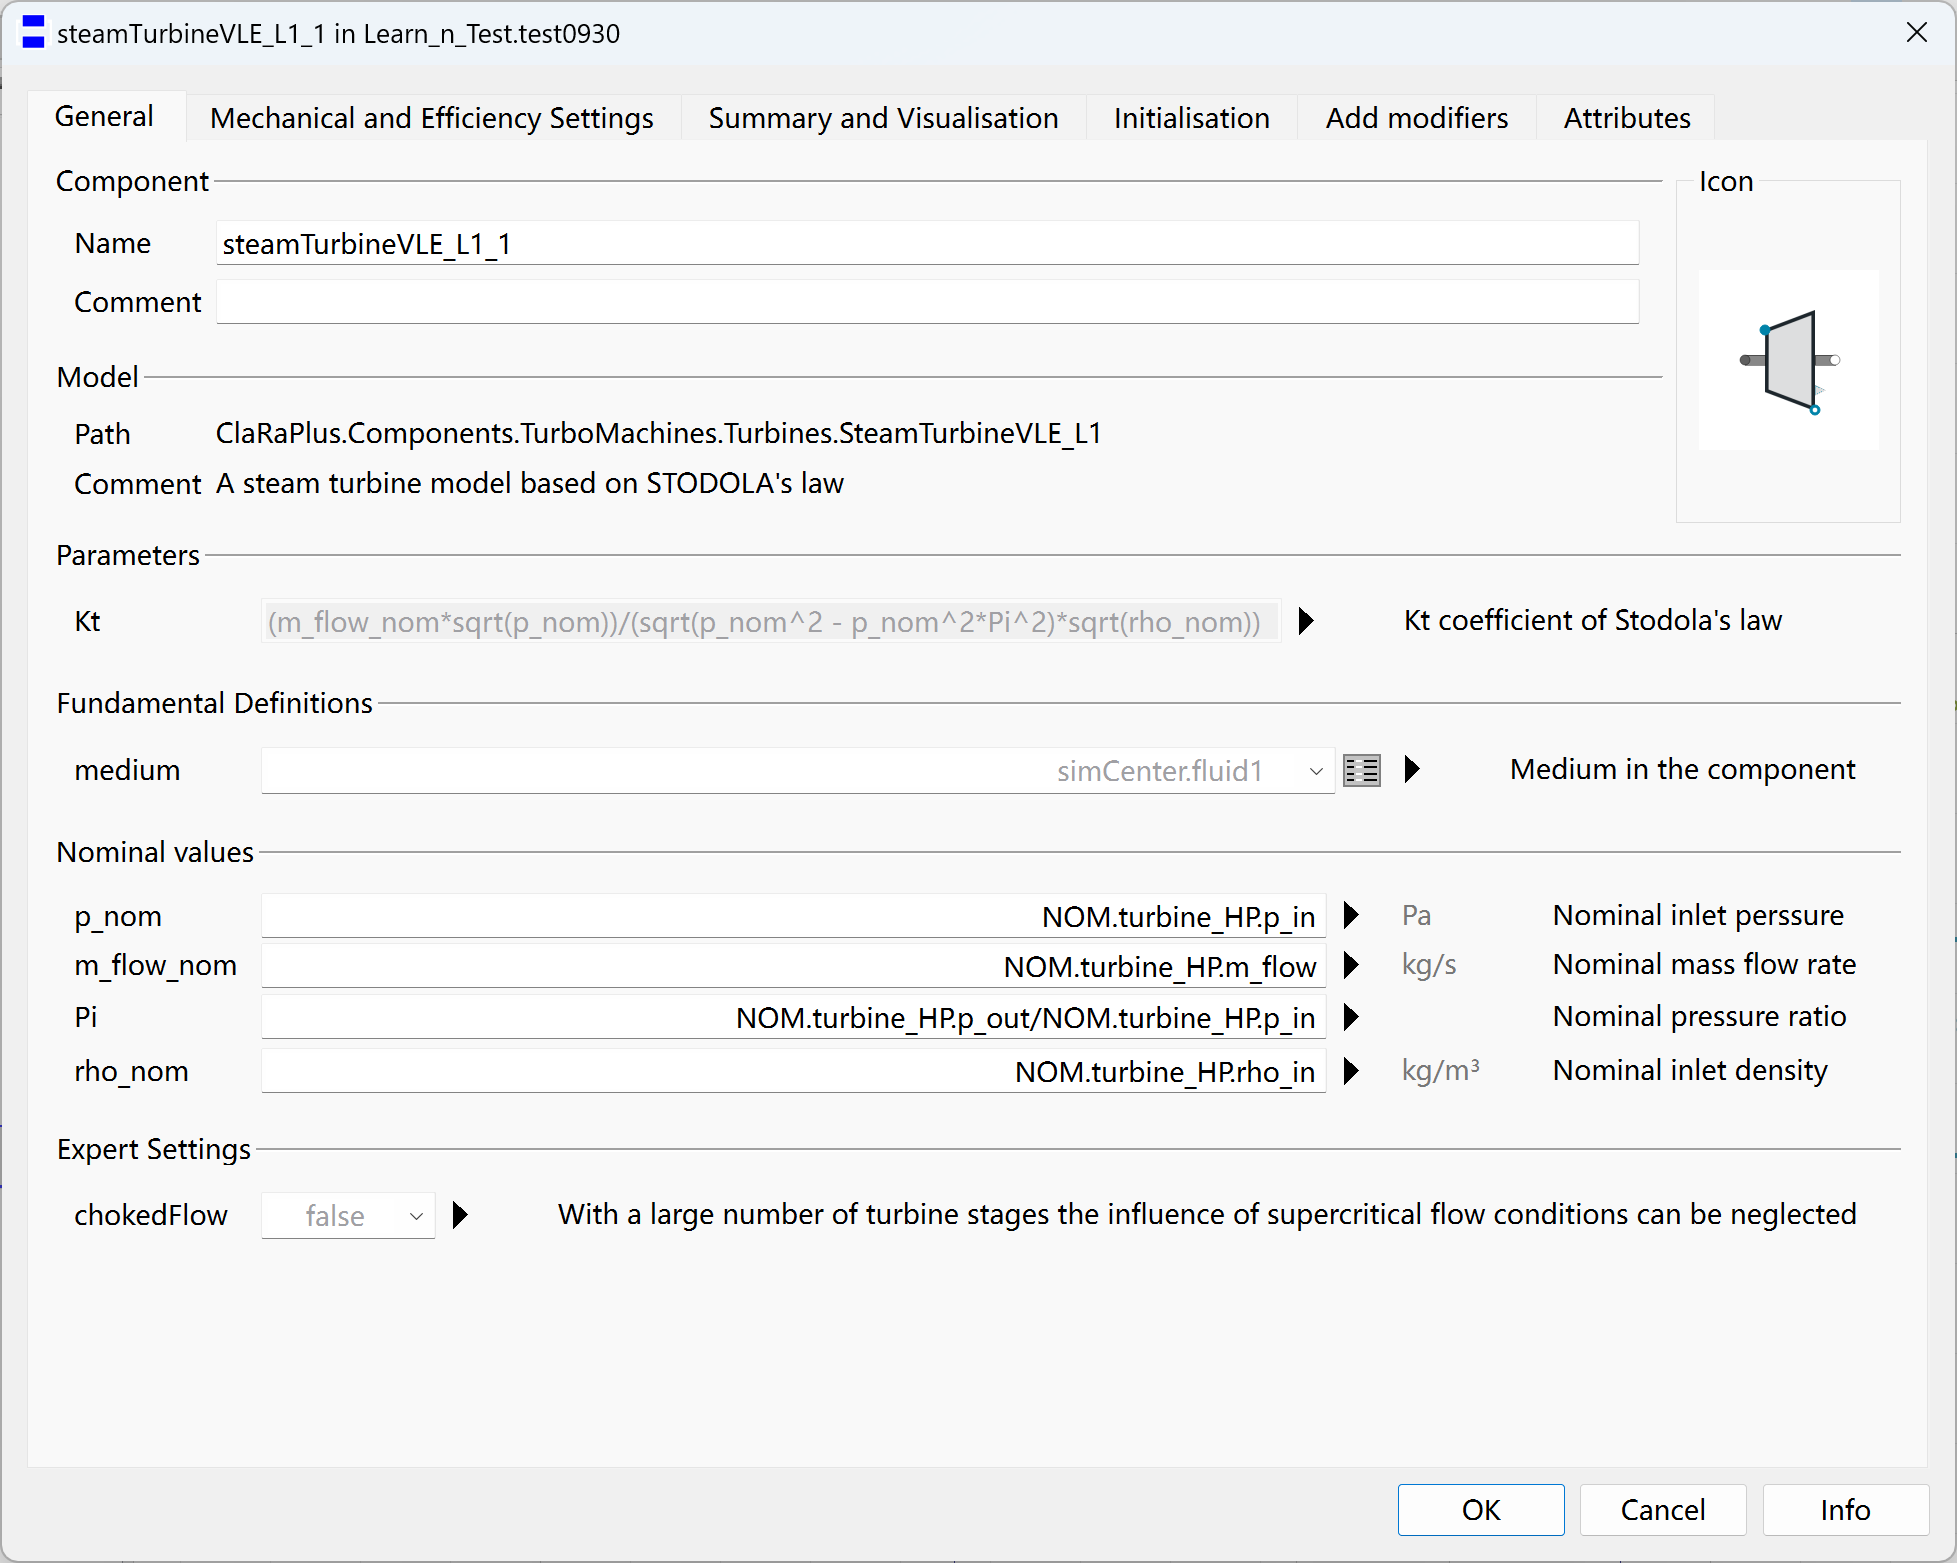 steamTurbineVLE_L1_1 in Learn_n_Test.test0930
General Mechanical and Efficiency Settings Summary and Visualisation Initialisation Add modifiers Attributes
Component
Icon
Name steamTurbineVLE_L1_1
Comment
Model
Path ClaRaPlus.Components.TurboMachines.Turbines.SteamTurbineVLE_L1
Comment A steam turbine model based on STODOLA's law
Parameters
Kt (m_flow_nom*sqrt(p_nom))/(sqrt(p_nom^2 - p_nom^2*Pi^2)*sqrt(rho_nom)) Kt coefficient of Stodola's law
Fundamental Definitions
medium simCenter.fluid1 Medium in the component
Nominal values
p_nom NOM.turbine_HP.p_in Pa Nominal inlet perssure
m_flow_nom NOM.turbine_HP.m_flow kg/s Nominal mass flow rate
Pi NOM.turbine_HP.p_out/NOM.turbine_HP.p_in Nominal pressure ratio
rho_nom NOM.turbine_HP.rho_in kg/m³ Nominal inlet density
Expert Settings
chokedFlow false With a large number of turbine stages the influence of supercritical flow conditions can be neglected
OK Cancel Info